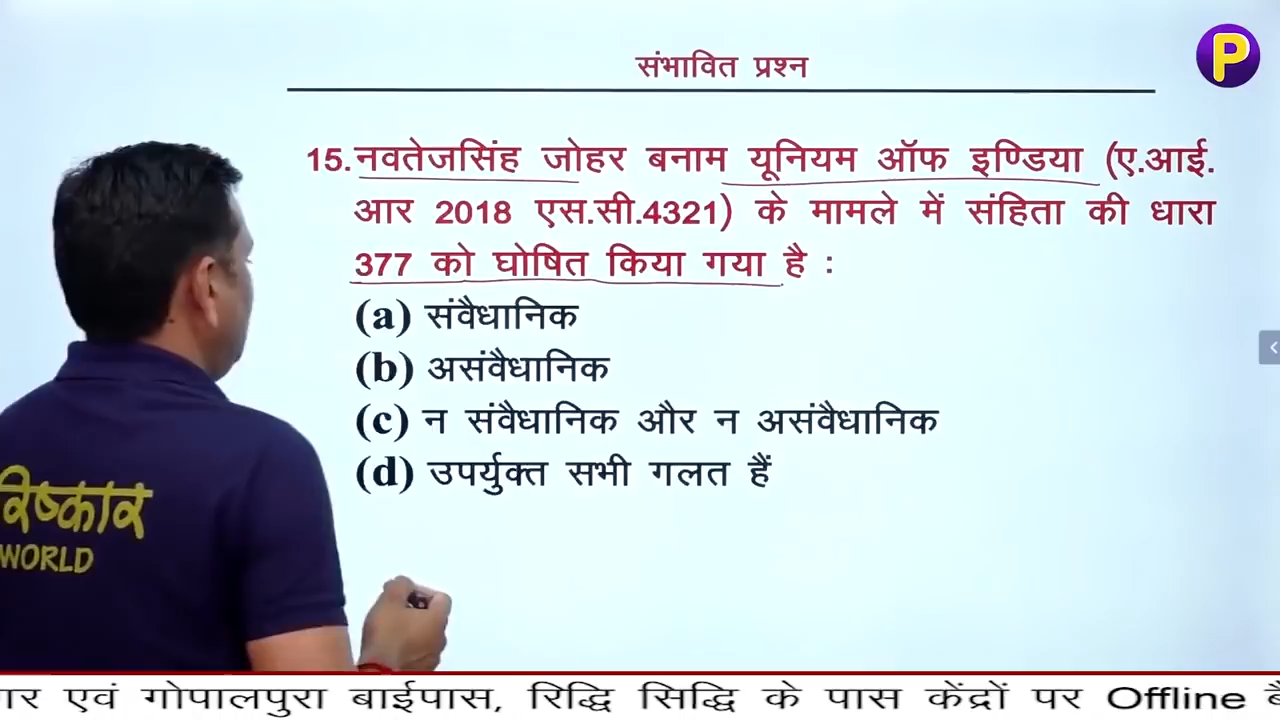 संभावित प्रश्न
P
15.नवतेजसिंह जोहर बनाम यूनियम ऑफ इण्डिया (ए.आई.
आर 2018 एस.सी.4321) के मामले में संहिता की धारा
377 को घोषित किया गया है :
(a) संवैधानिक
(b) असंवैधानिक
(c) न संवैधानिक और न असंवैधानिक
(d) उपर्युक्त सभी गलत हैं
रिष्कार
WORLD
एवं गोपालपुरा बाईपास, रिद्धि सिद्धि के पास केंद्रों पर Offline